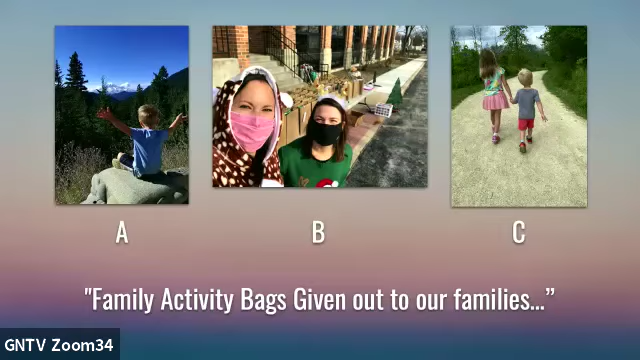 A
B
C
"Family Activity Bags Given out to our families...”
GNTV Zoom34